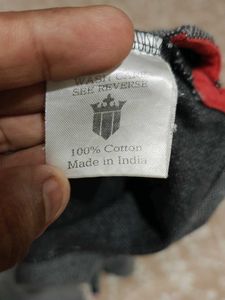 WASH CARE
SEE REVERSE
100% Cotton
Made in India